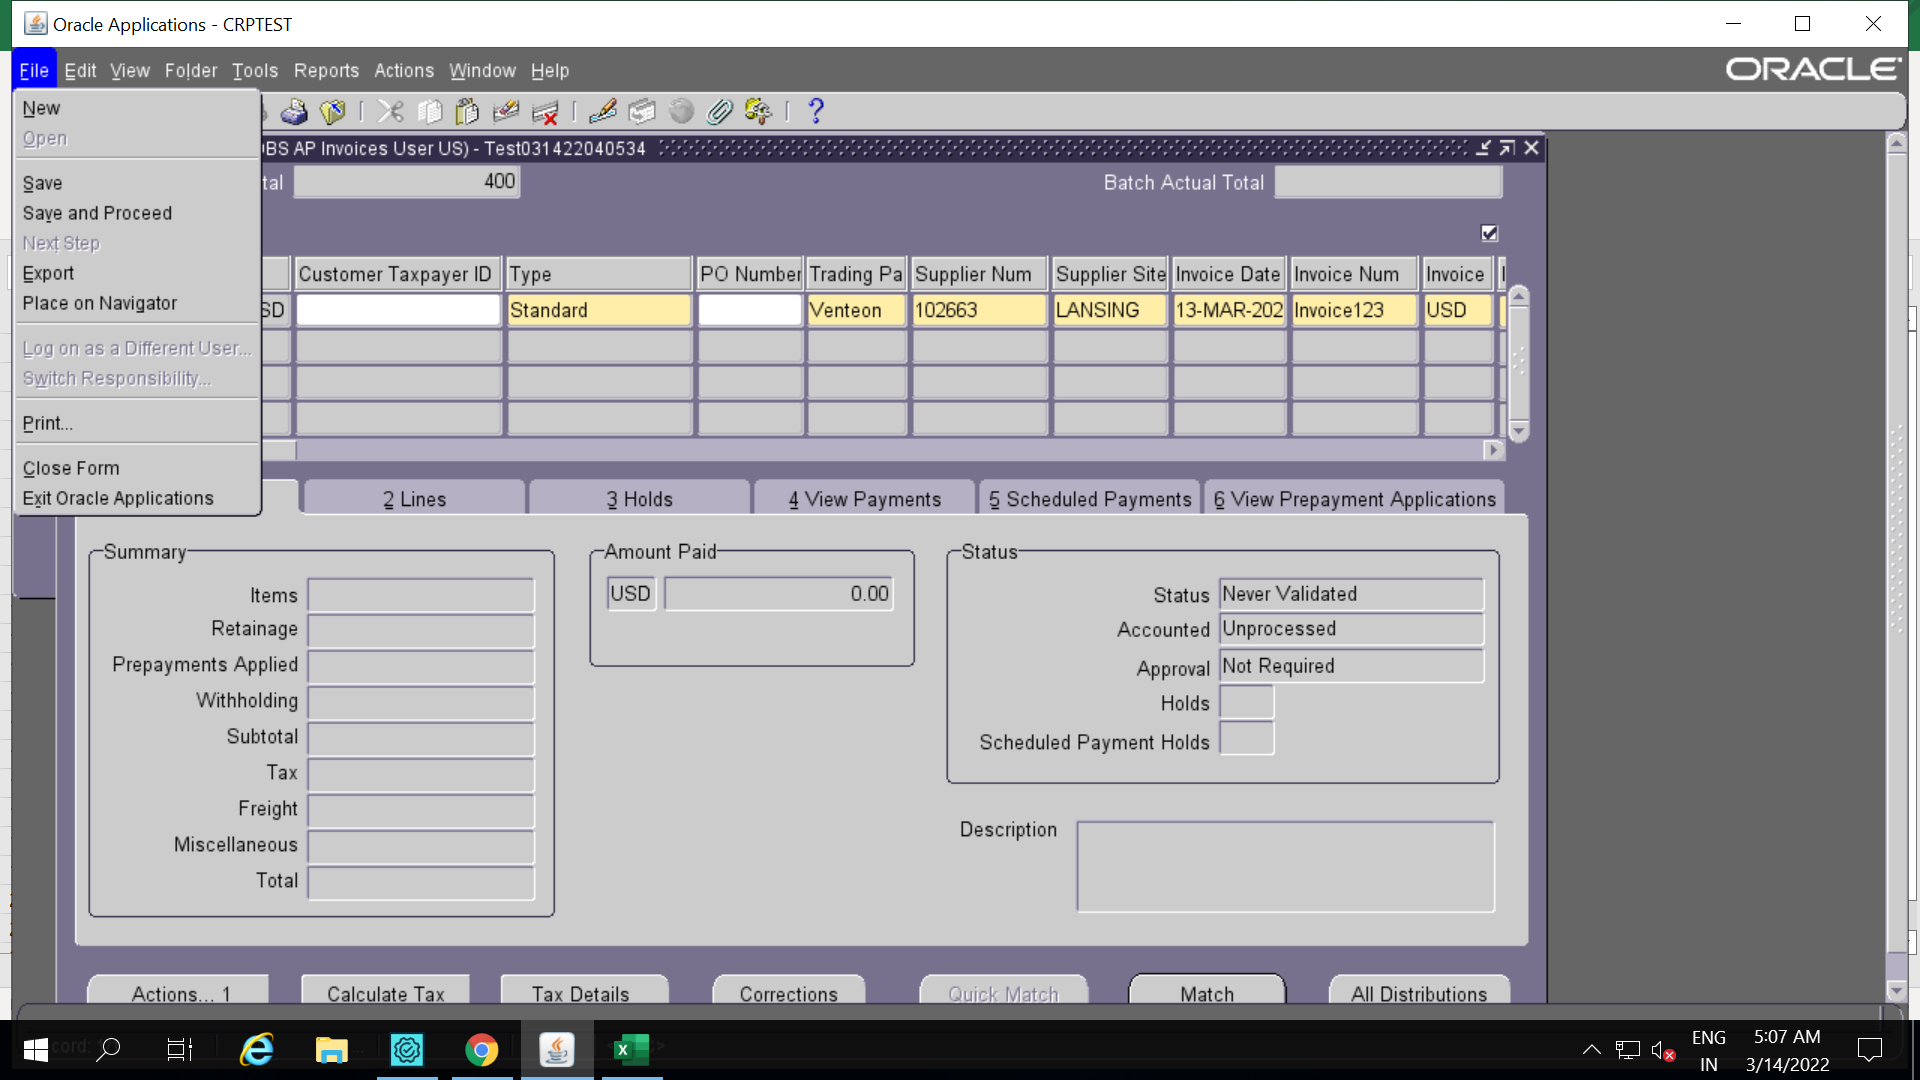 Oracle Applications - CRPTEST
File Edit View Folder Tools Reports Actions Window Help
ORACLE
New
Open
Save
Save and Proceed
Next Step
Export
Place on Navigator
Log on as a Different User...
Switch Responsibility...
Print...
Close Form
Exit Oracle Applications
BS AP Invoices User US) - Test031422040534
tal 400
Batch Actual Total
Customer Taxpayer ID Type PO Number Trading Pa Supplier Num Supplier Site Invoice Date Invoice Num Invoice
SD Standard Venteon 102663 LANSING 13-MAR-202 Invoice123 USD
2 Lines 3 Holds 4 View Payments 5 Scheduled Payments 6 View Prepayment Applications
Summary
Items
Retainage
Prepayments Applied
Withholding
Subtotal
Tax
Freight
Miscellaneous
Total
Amount Paid
USD 0.00
Status
Status Never Validated
Accounted Unprocessed
Approval Not Required
Holds
Scheduled Payment Holds
Description
Actions... 1 Calculate Tax Tax Details Corrections Quick Match Match All Distributions
ENG
IN
5:07 AM
3/14/2022